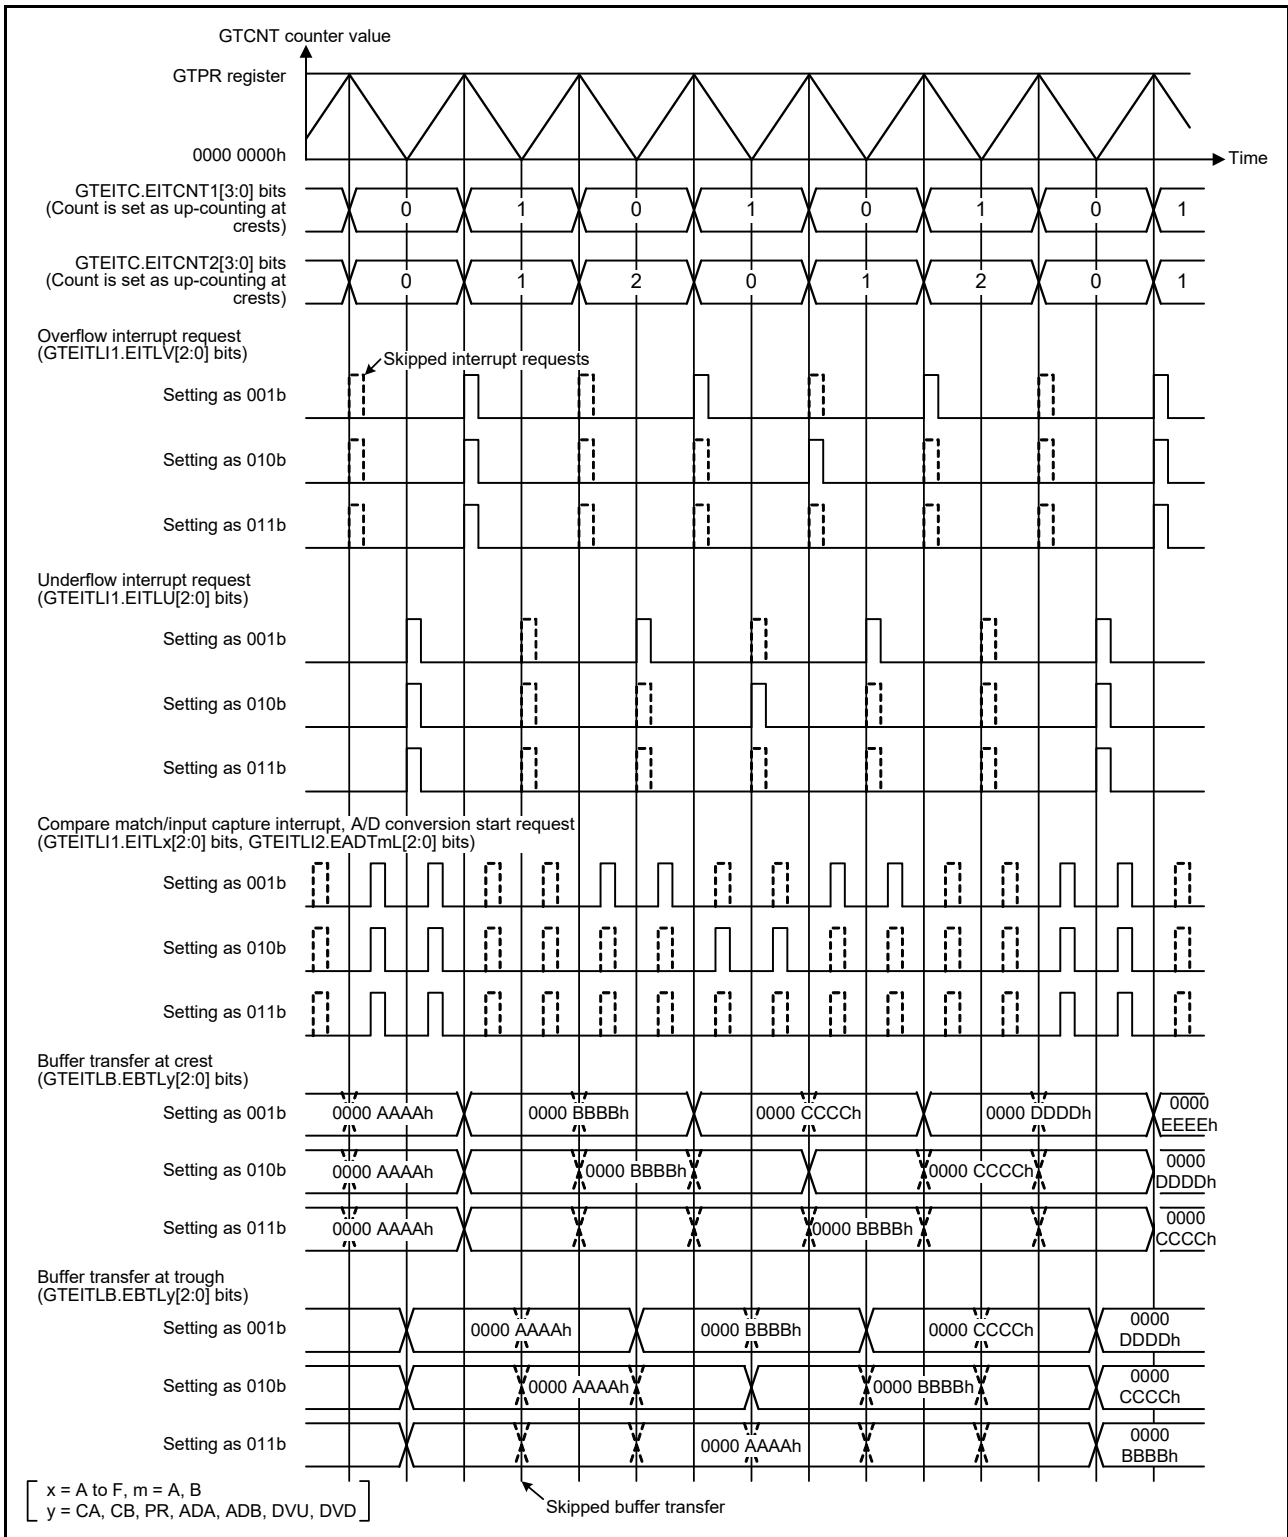 GTCNT counter value
GTPR register
0000 0000h
Time
GTEITC.EITCNT1[3:0] bits
(Count is set as up-counting at
crests)
0 1 0 1 0 1 0 1
GTEITC.EITCNT2[3:0] bits
(Count is set as up-counting at
crests)
0 1 2 0 1 2 0 1
Overflow interrupt request
(GTEITLI1.EITLV[2:0] bits)
Skipped interrupt requests
Setting as 001b
Setting as 010b
Setting as 011b
Underflow interrupt request
(GTEITLI1.EITLU[2:0] bits)
Setting as 001b
Setting as 010b
Setting as 011b
Compare match/input capture interrupt, A/D conversion start request
(GTEITLI1.EITLx[2:0] bits, GTEITLI2.EADTmL[2:0] bits)
Setting as 001b
Setting as 010b
Setting as 011b
Buffer transfer at crest
(GTEITLB.EBTLy[2:0] bits)
Setting as 001b 0000 AAAAh 0000 BBBBh 0000 CCCCh 0000 DDDDh 0000
EEEEh
Setting as 010b 0000 AAAAh 0000 BBBBh 0000 CCCCh 0000
DDDDh
Setting as 011b 0000 AAAAh 0000 BBBBh 0000
CCCCh
Buffer transfer at trough
(GTEITLB.EBTLy[2:0] bits)
Setting as 001b 0000 AAAAh 0000 BBBBh 0000 CCCCh 0000
DDDDh
Setting as 010b 0000 AAAAh 0000 BBBBh 0000
CCCCh
Setting as 011b 0000 AAAAh 0000
BBBBh
x = A to F, m = A, B
y = CA, CB, PR, ADA, ADB, DVU, DVD
Skipped buffer transfer